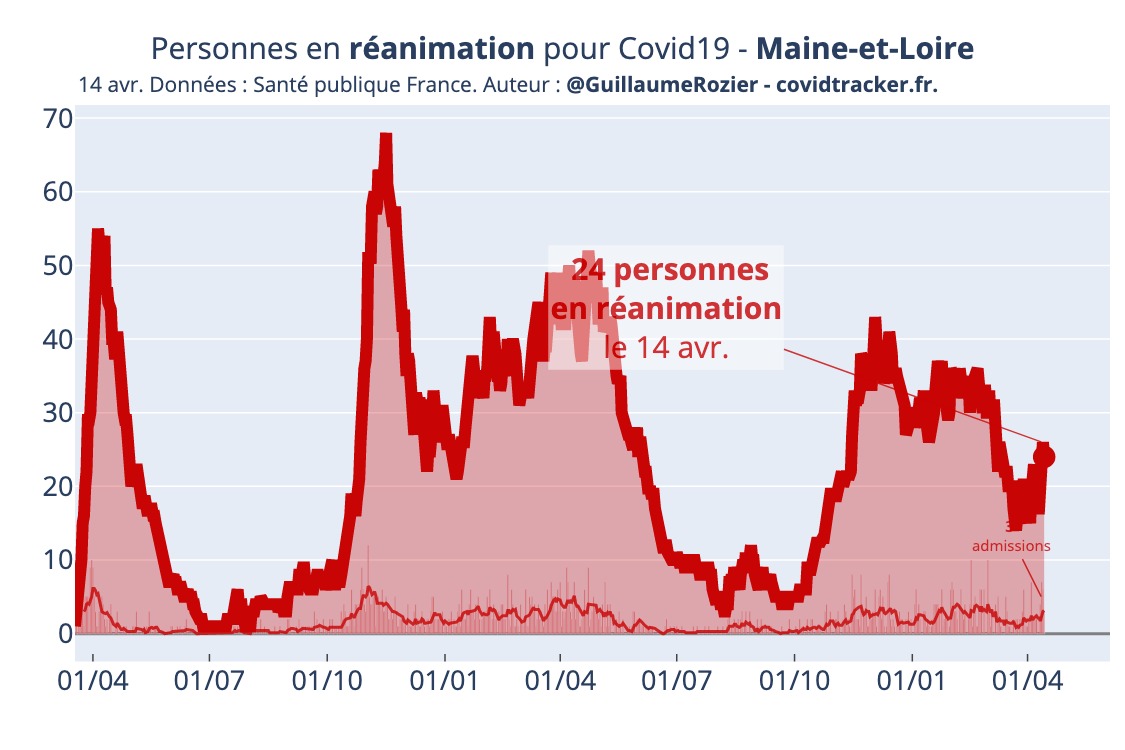 Personnes en réanimation pour Covid19 - Maine-et-Loire
14 avr. Données : Santé publique France. Auteur : @GuillaumeRozier - covidtracker.fr.
70
60
50
40
30
20
10
0
24 personnes
en réanimation
le 14 avr.
admissions
01/04
01/07
01/10
01/01
01/04
01/07
01/10
01/01
01/04